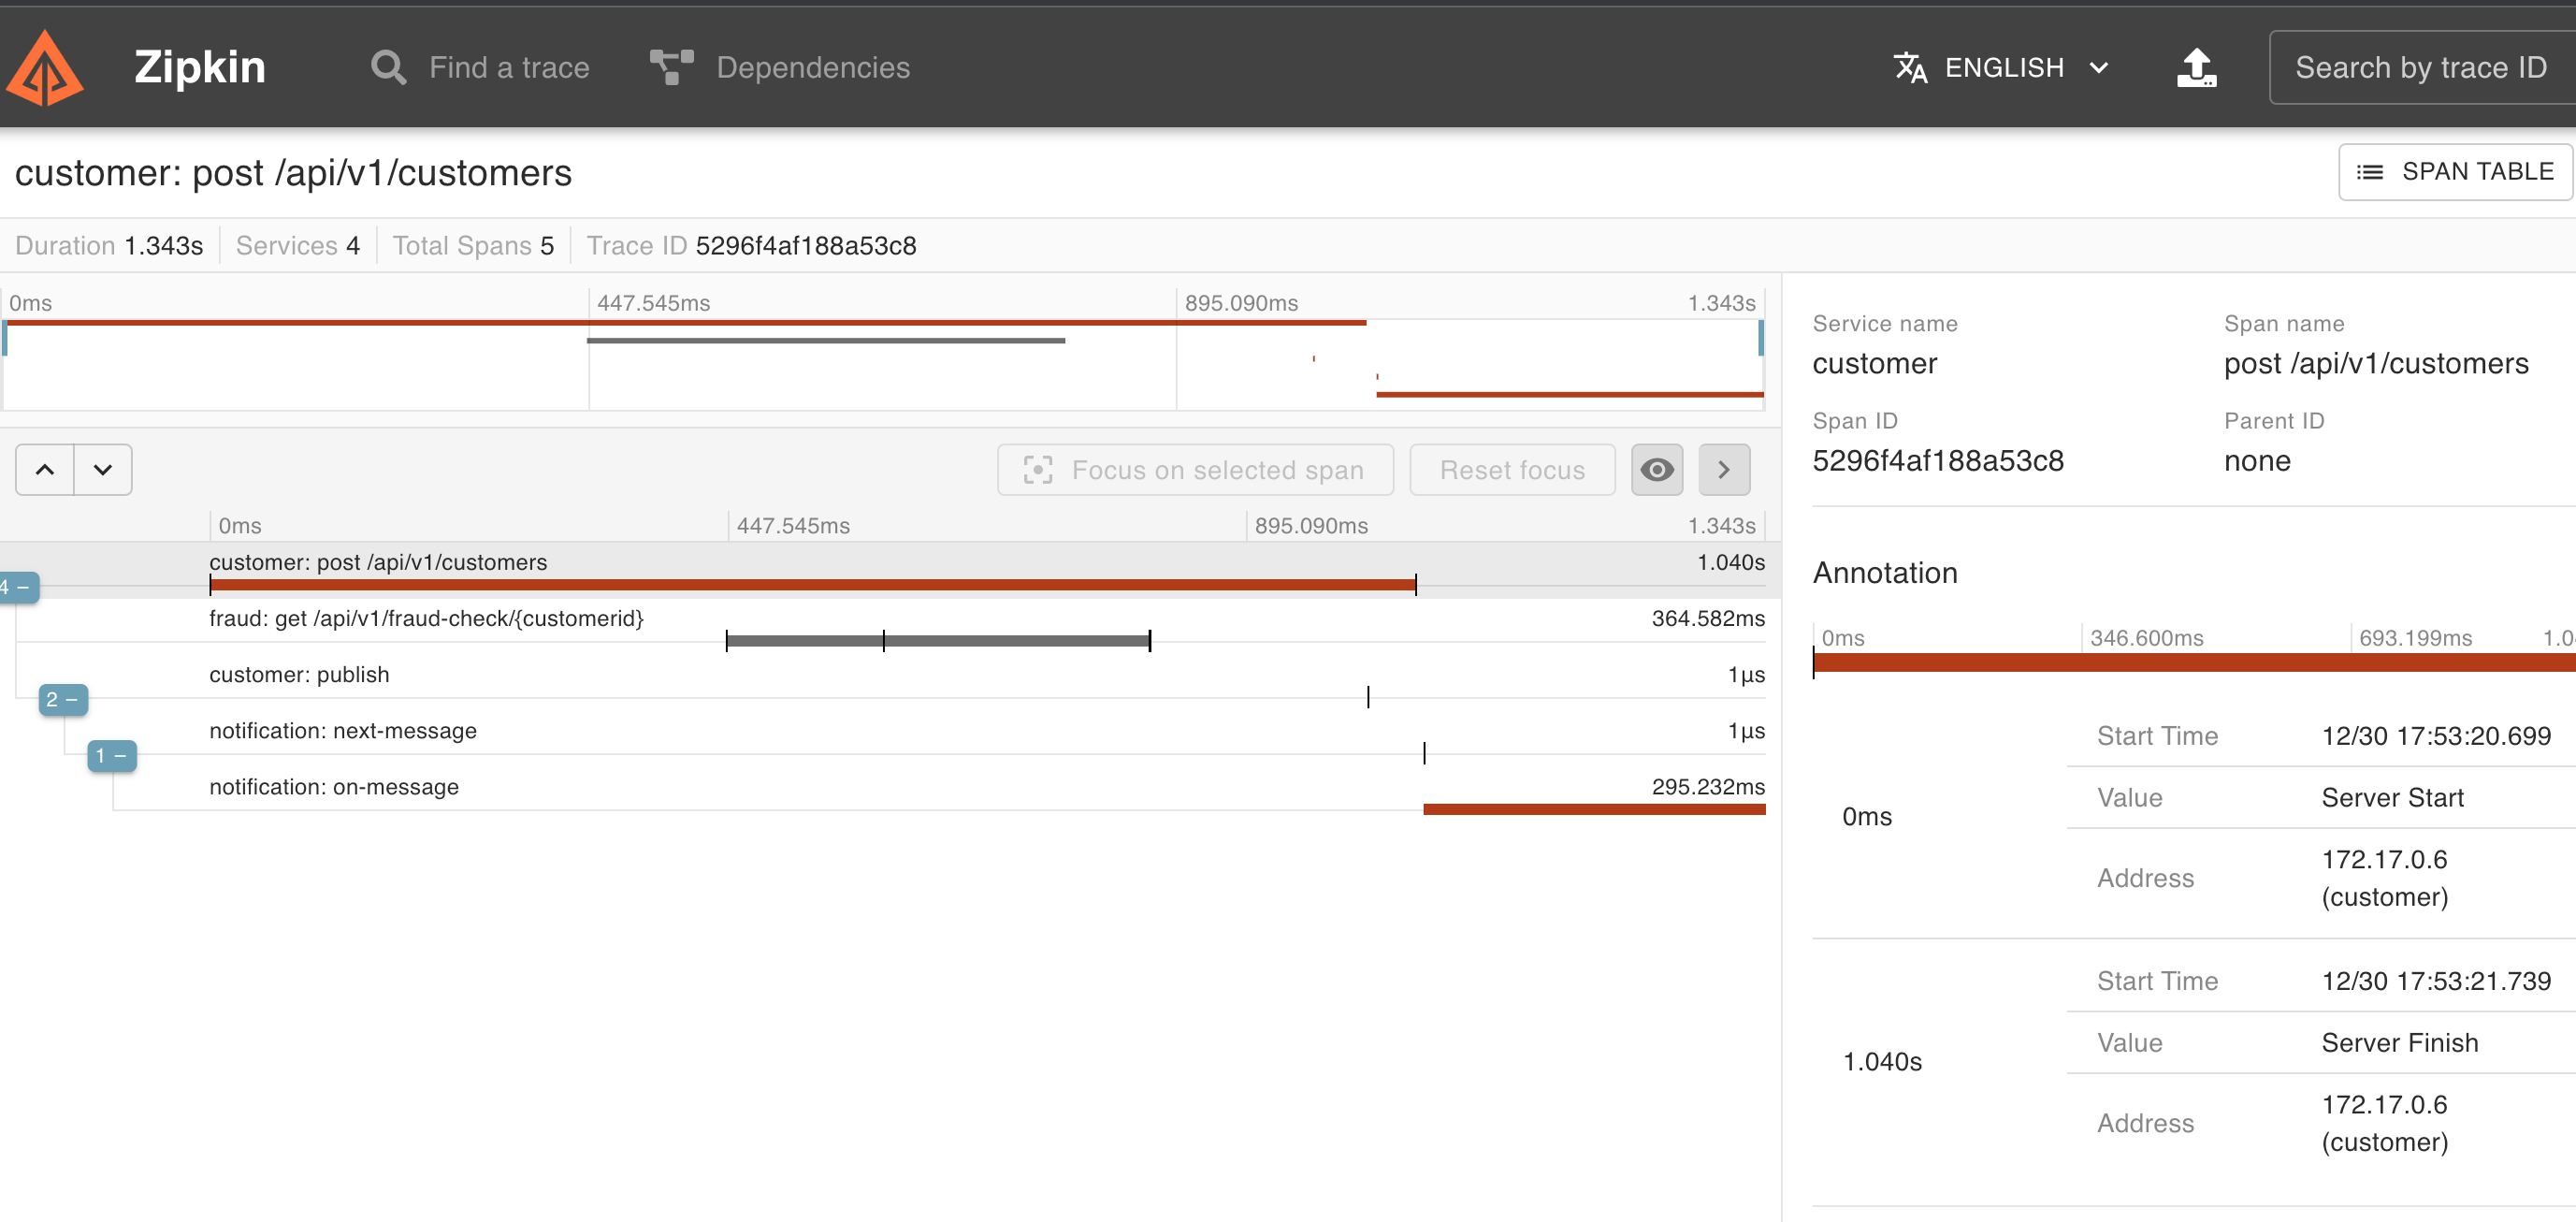 Zipkin
Find a trace
Dependencies
ENGLISH
Search by trace ID
customer: post /api/v1/customers
SPAN TABLE
Duration 1.343s
Services 4
Total Spans 5
Trace ID 5296f4af188a53c8
0ms
447.545ms
895.090ms
1.343s
Focus on selected span
Reset focus
0ms
447.545ms
895.090ms
1.343s
customer: post /api/v1/customers
1.040s
4 −
fraud: get /api/v1/fraud-check/{customerid}
364.582ms
customer: publish
1μs
2 −
notification: next-message
1μs
1 −
notification: on-message
295.232ms
Service name
Span name
customer
post /api/v1/customers
Span ID
Parent ID
5296f4af188a53c8
none
Annotation
0ms
346.600ms
693.199ms
1.0
0ms
Start Time
12/30 17:53:20.699
Value
Server Start
Address
172.17.0.6
(customer)
1.040s
Start Time
12/30 17:53:21.739
Value
Server Finish
Address
172.17.0.6
(customer)